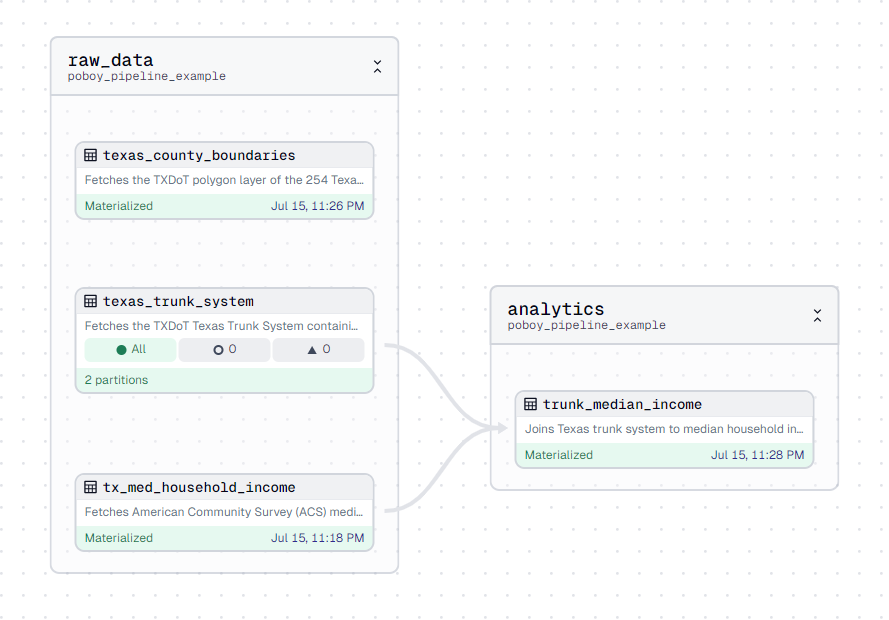 raw_data
poboy_pipeline_example
texas_county_boundaries
Fetches the TXDoT polygon layer of the 254 Texa…
Materialized Jul 15, 11:26 PM
texas_trunk_system
Fetches the TXDoT Texas Trunk System containi…
All 0 0
2 partitions
tx_med_household_income
Fetches American Community Survey (ACS) medi…
Materialized Jul 15, 11:18 PM
analytics
poboy_pipeline_example
trunk_median_income
Joins Texas trunk system to median household in…
Materialized Jul 15, 11:28 PM